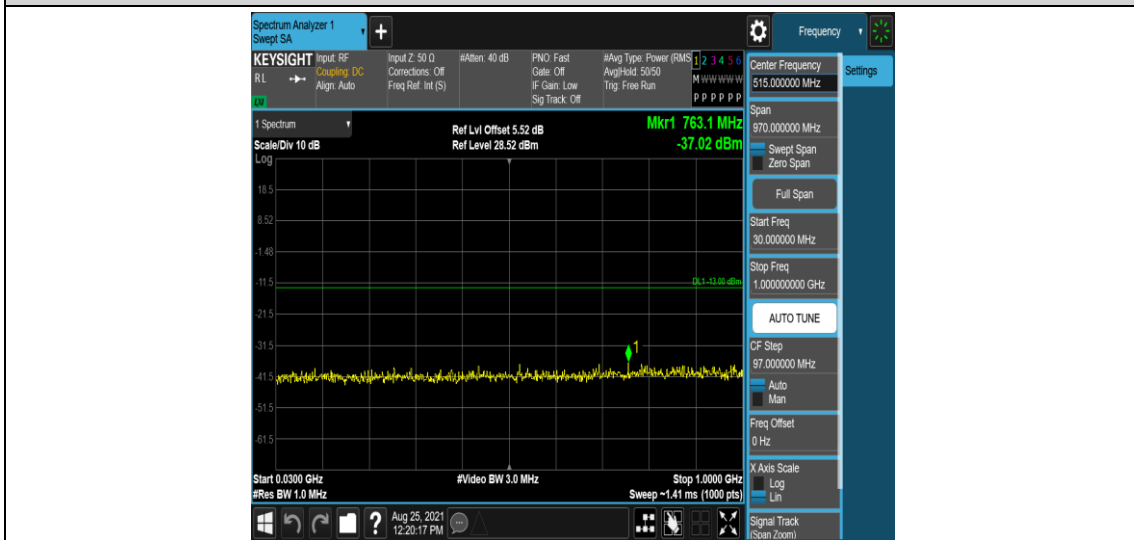 Spectrum Analyzer 1
Swept SA
+
Frequency
KEYSIGHT
RL
LXI
Input: RF
Coupling: DC
Align: Auto
Input Z: 50 Ω
Corrections: Off
Freq Ref: Int (S)
#Atten: 40 dB
PNO: Fast
Gate: Off
IF Gain: Low
Sig Track: Off
#Avg Type: Power (RMS
Avg|Hold: 50/50
Trig: Free Run
1 2 3 4 5 6
M W W W W W
P P P P P P
1 Spectrum
Scale/Div 10 dB
Ref Lvl Offset 5.52 dB
Ref Level 28.52 dBm
Mkr1 763.1 MHz
-37.02 dBm
Log
18.5
8.52
-1.48
-11.5
DL1 -13.00 dBm
-21.5
-31.5
1
-41.5
-51.5
-61.5
Start 0.0300 GHz
#Video BW 3.0 MHz
Stop 1.0000 GHz
#Res BW 1.0 MHz
Sweep ~1.41 ms (1000 pts)
?
Aug 25, 2021
12:20:17 PM
Center Frequency
515.000000 MHz
Settings
Span
970.000000 MHz
Swept Span
Zero Span
Full Span
Start Freq
30.000000 MHz
Stop Freq
1.000000000 GHz
AUTO TUNE
CF Step
97.000000 MHz
Auto
Man
Freq Offset
0 Hz
X Axis Scale
Log
Lin
Signal Track
(Span Zoom)